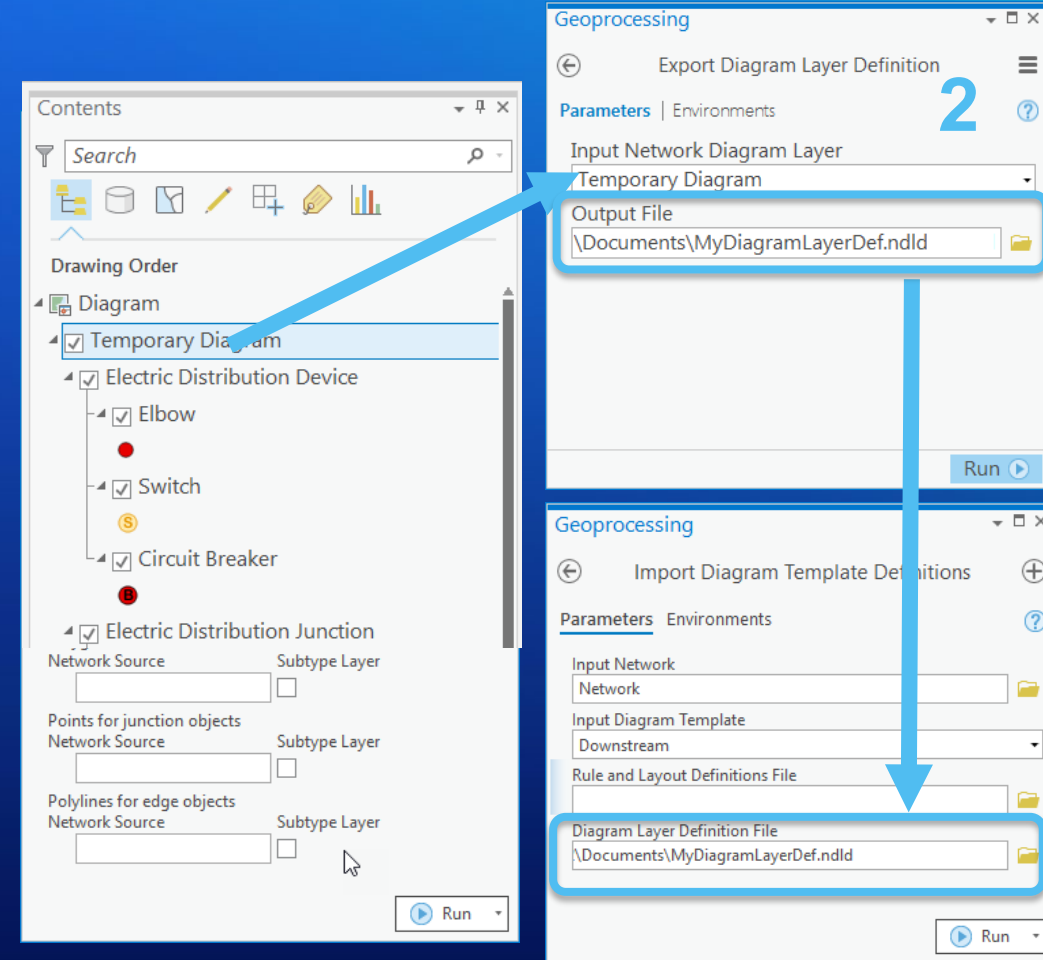 Contents
Search
Drawing Order
Diagram
Temporary Diagram
Electric Distribution Device
Elbow
Switch
S
Circuit Breaker
B
Electric Distribution Junction
Network Source Subtype Layer
Points for junction objects
Network Source Subtype Layer
Polylines for edge objects
Network Source Subtype Layer
Run
Geoprocessing
Export Diagram Layer Definition
2
Parameters | Environments
?
Input Network Diagram Layer
Temporary Diagram
Output File
\Documents\MyDiagramLayerDef.ndld
Run
Geoprocessing
Import Diagram Template Definitions
Parameters Environments
?
Input Network
Network
Input Diagram Template
Downstream
Rule and Layout Definitions File
Diagram Layer Definition File
\Documents\MyDiagramLayerDef.ndld
Run